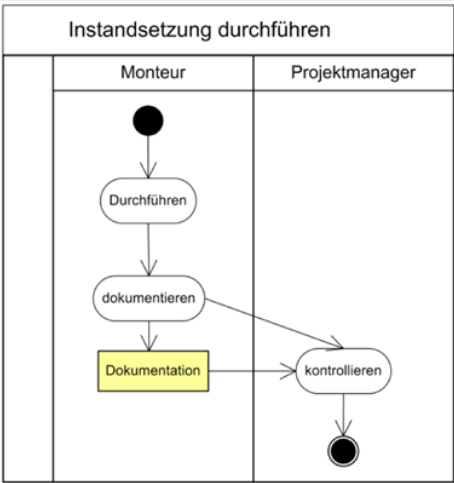 Instandsetzung durchführen
Monteur
Projektmanager
Durchführen
dokumentieren
Dokumentation
kontrollieren